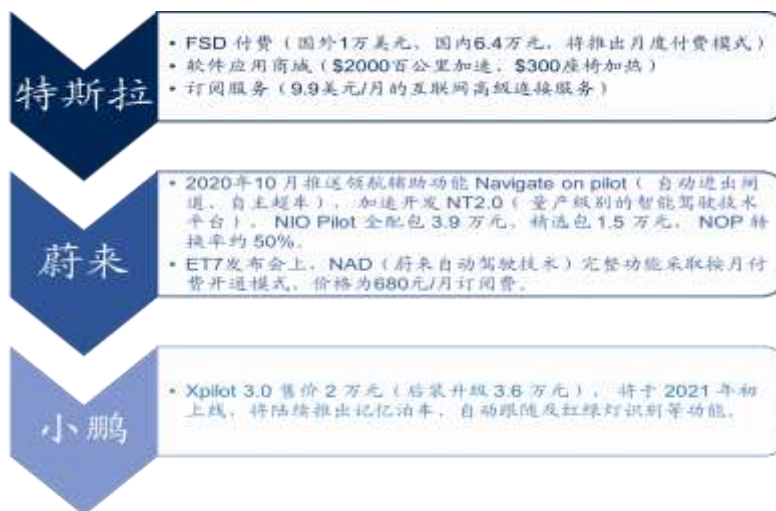 特斯拉
• FSD 付费（国外1万美元，国内6.4万元，将推出月度付费模式）
• 软件应用商城（$2000百公里加速，$300座椅加热）
• 订阅服务（9.9美元/月的互联网高级连接服务）
蔚来
• 2020年10月推送领航辅助功能 Navigate on pilot（自动进出闸
道、自主超车），加速开发 NT2.0（量产级别的智能驾驶技术
平台）。NIO Pilot 全配包 3.9 万元，精选包 1.5 万元，NOP 转
换率约 50%。
• ET7发布会上，NAD（蔚来自动驾驶技术）完整功能采取按月付
费开通模式，价格为680元/月订阅费。
小鹏
• Xpilot 3.0 售价 2 万元（后装升级 3.6 万元），将于 2021 年初
上线，将陆续推出记忆泊车、自动跟随及红绿灯识别等功能。